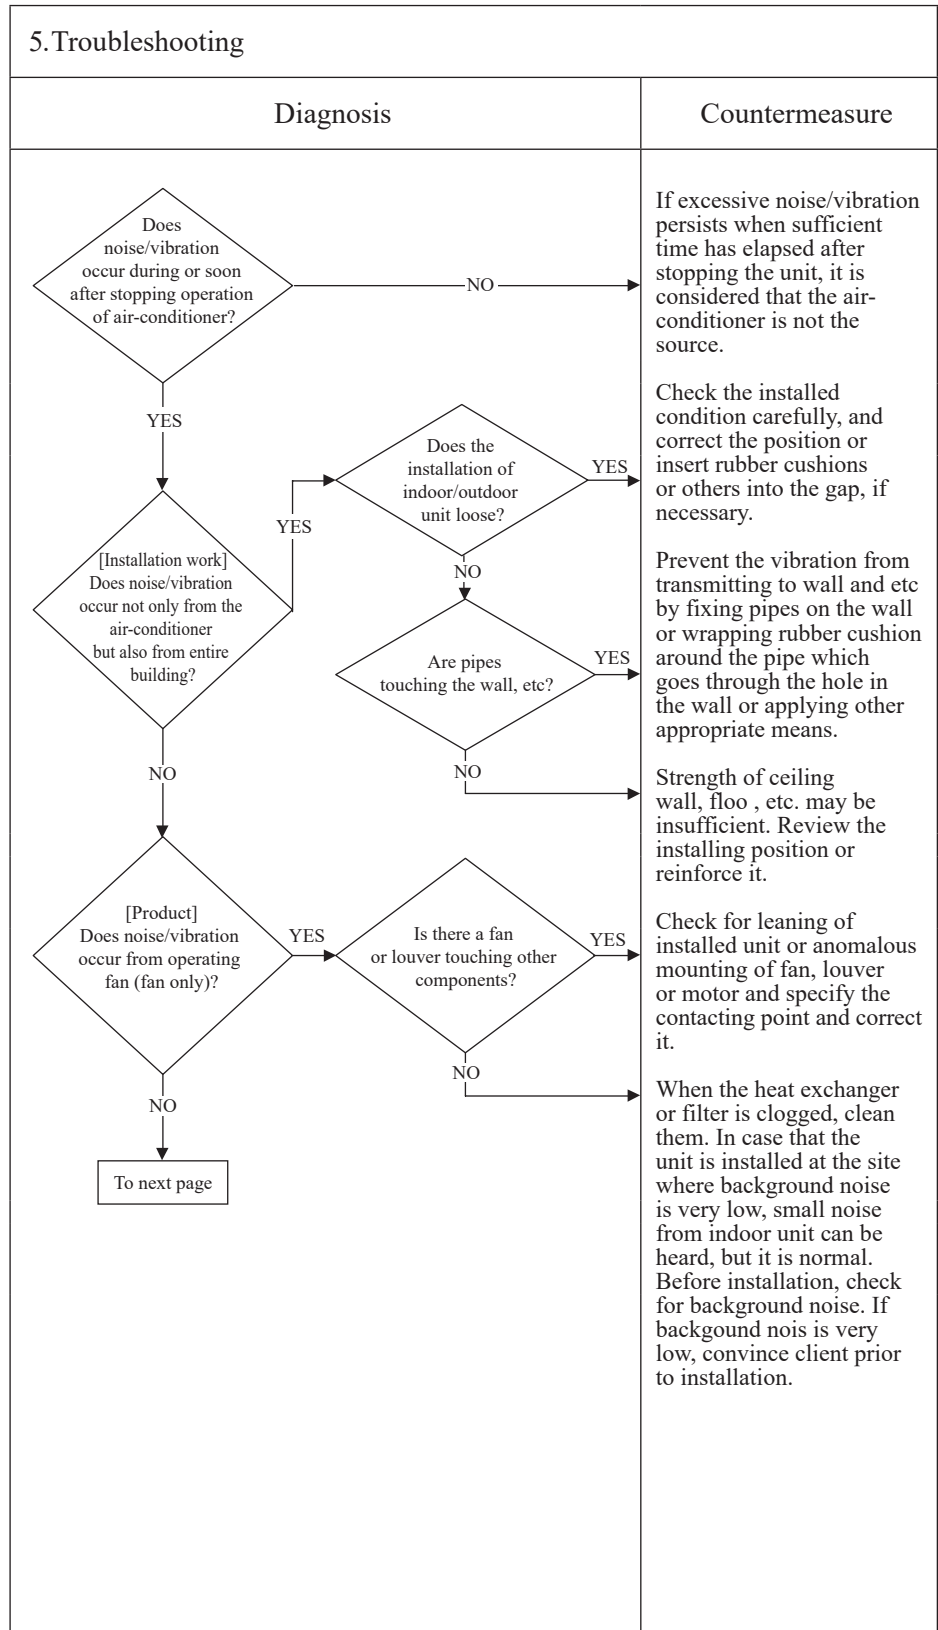 5.Troubleshooting
Diagnosis
Countermeasure
Does
noise/vibration
occur during or soon
after stopping operation
of air-conditioner?
NO
If excessive noise/vibration
persists when sufficient
time has elapsed after
stopping the unit, it is
considered that the air-
conditioner is not the
source.
YES
[Installation work]
Does noise/vibration
occur not only from the
air-conditioner
but also from entire
building?
YES
Does the
installation of
indoor/outdoor
unit loose?
YES
Check the installed
condition carefully, and
correct the position or
insert rubber cushions
or others into the gap, if
necessary.
NO
Are pipes
touching the wall, etc?
YES
Prevent the vibration from
transmitting to wall and etc
by fixing pipes on the wall
or wrapping rubber cushion
around the pipe which
goes through the hole in
the wall or applying other
appropriate means.
NO
Strength of ceiling
wall, floo , etc. may be
insufficient. Review the
installing position or
reinforce it.
NO
[Product]
Does noise/vibration
occur from operating
fan (fan only)?
YES
Is there a fan
or louver touching other
components?
YES
Check for leaning of
installed unit or anomalous
mounting of fan, louver
or motor and specify the
contacting point and correct
it.
NO
When the heat exchanger
or filter is clogged, clean
them. In case that the
unit is installed at the site
where background noise
is very low, small noise
from indoor unit can be
heard, but it is normal.
Before installation, check
for background noise. If
backgound nois is very
low, convince client prior
to installation.
NO
To next page